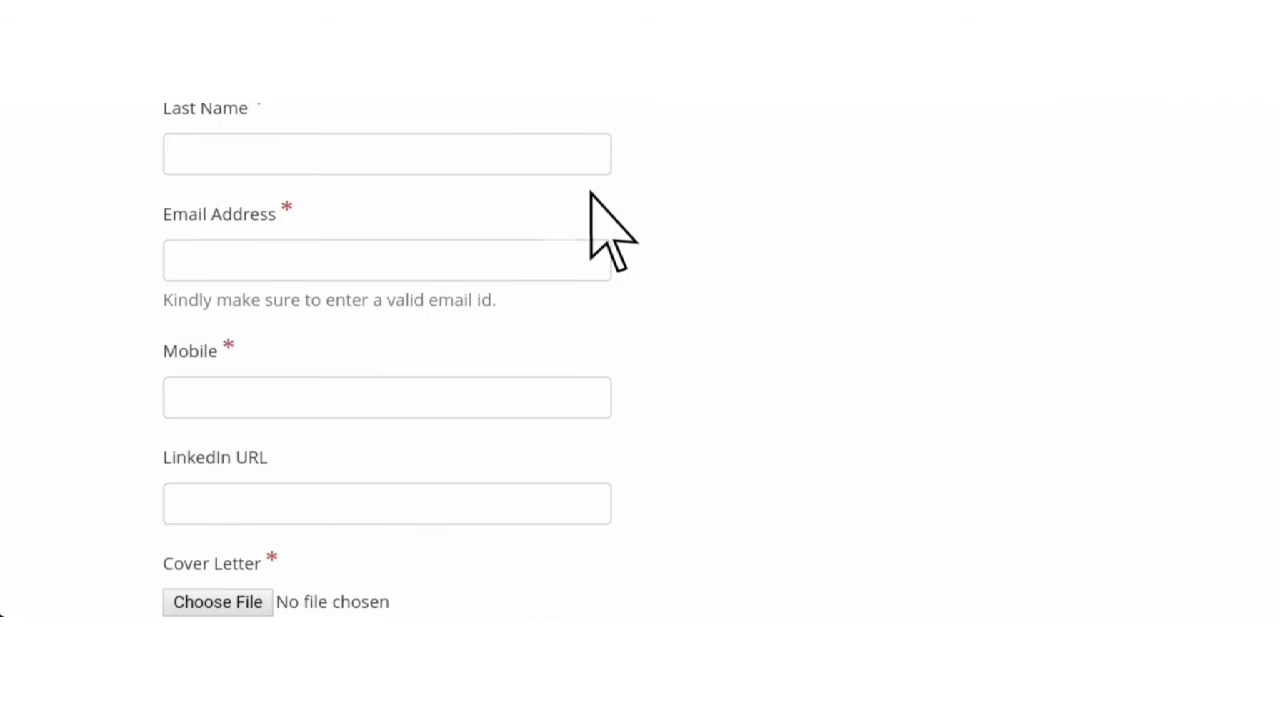 Last Name
Email Address *
Kindly make sure to enter a valid email id.
Mobile *
LinkedIn URL
Cover Letter *
Choose File No file chosen